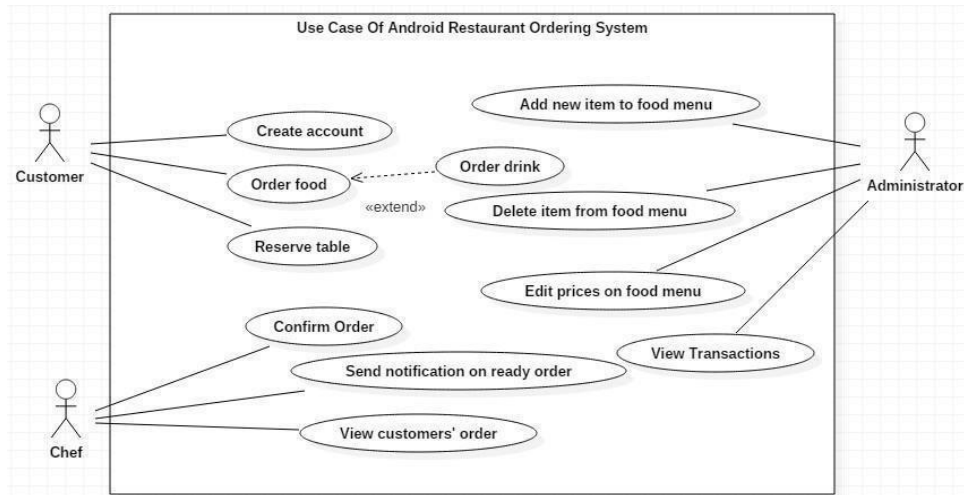 Use Case Of Android Restaurant Ordering System
Add new item to food menu
Create account
Customer
Order food
Order drink
Administrator
«extend»
Delete item from food menu
Reserve table
Edit prices on food menu
Confirm Order
View Transactions
Send notification on ready order
View customers' order
Chef